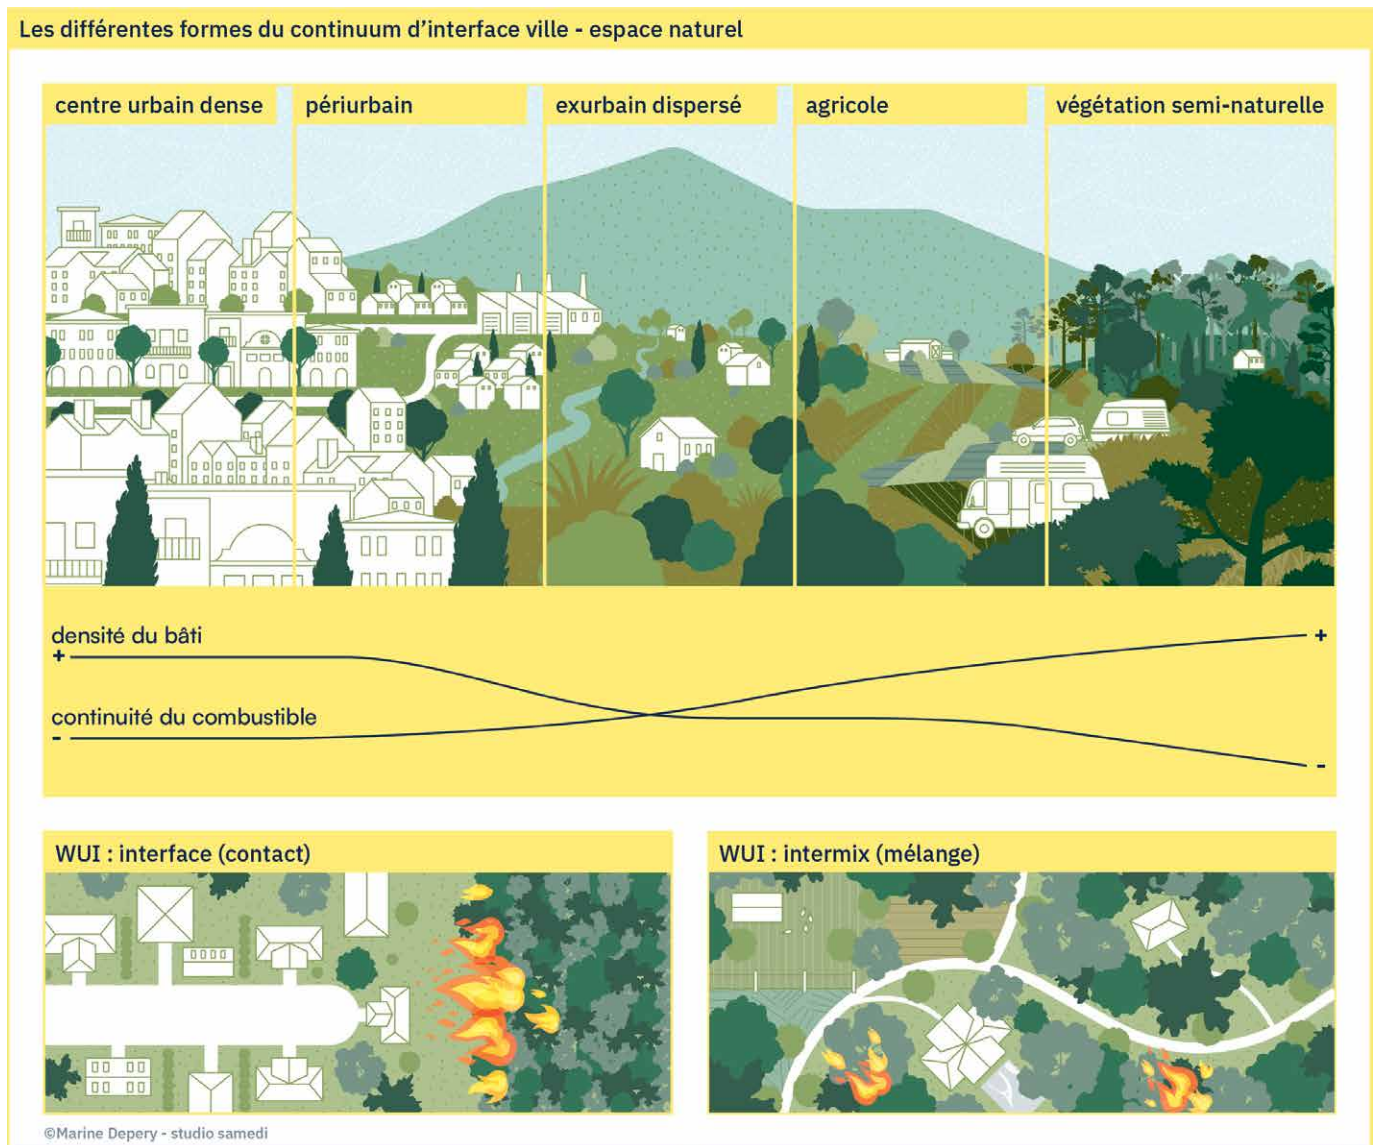 Les différentes formes du continuum d’interface ville - espace naturel
centre urbain dense
périurbain
exurbain dispersé
agricole
végétation semi-naturelle
densité du bâti
+
+
continuité du combustible
-
-
WUI : interface (contact)
WUI : intermix (mélange)
©Marine Depery - studio samedi